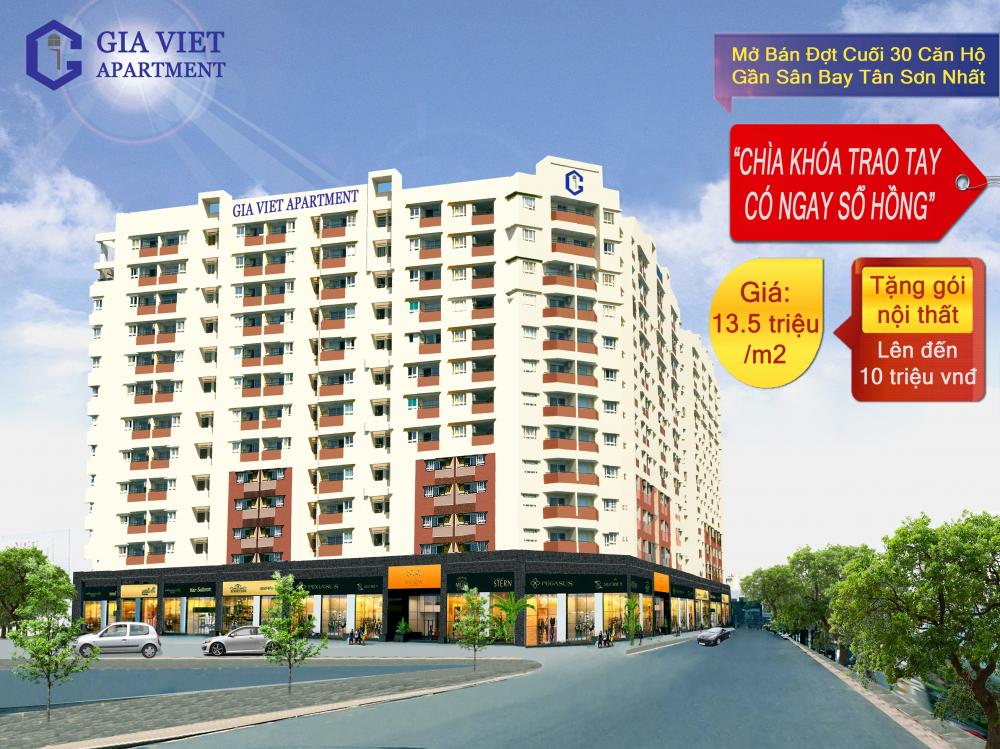 GIA VIET
APARTMENT
Mở Bán Đợt Cuối 30 Căn Hộ
Gần Sân Bay Tân Sơn Nhất
“CHÌA KHÓA TRAO TAY
CÓ NGAY SỔ HỒNG”
GIA VIET APARTMENT
Giá:
13.5 triệu
/m2
Tặng gói
nội thất
Lên đến
10 triệu vnđ
PEGASUS
STERN
PEGASUS